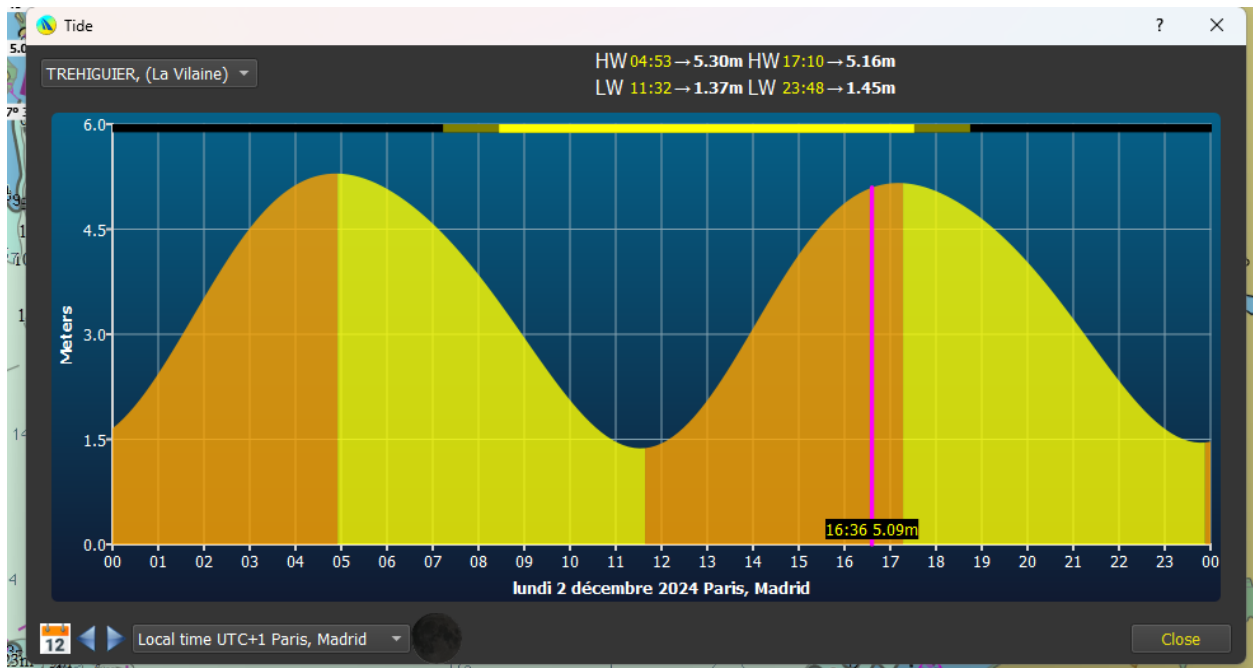 Tide
?
TREHIGUIER, (La Vilaine)
HW 04:53→5.30m HW 17:10→5.16m
LW 11:32→1.37m LW 23:48→1.45m
6.0
4.5
3.0
1.5
0.0
Meters
16:36 5.09m
00 01 02 03 04 05 06 07 08 09 10 11 12 13 14 15 16 17 18 19 20 21 22 23 00
lundi 2 décembre 2024 Paris, Madrid
12
Local time UTC+1 Paris, Madrid
Close